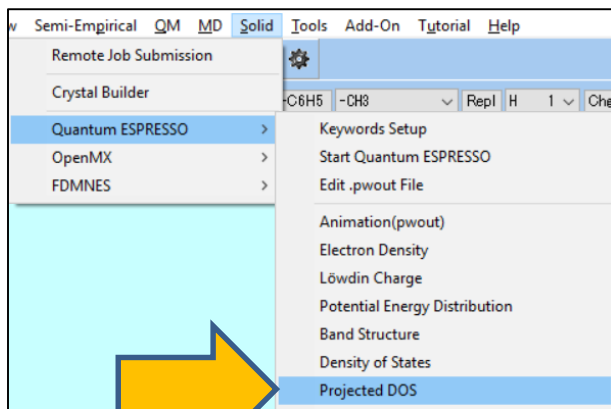 w Semi-Empirical QM MD Solid Tools Add-On Tutorial Help
Remote Job Submission
Crystal Builder
-C6H5 -CH3 Repl H 1 Che
Quantum ESPRESSO
OpenMX
FDMNES
Keywords Setup
Start Quantum ESPRESSO
Edit .pwout File
Animation(pwout)
Electron Density
Löwdin Charge
Potential Energy Distribution
Band Structure
Density of States
Projected DOS